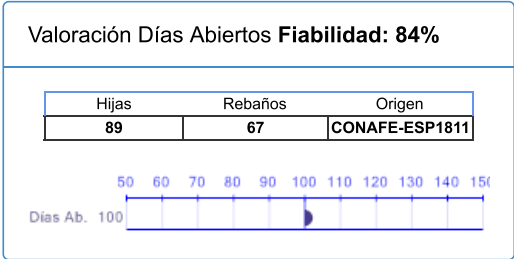 Valoración Días Abiertos Fiabilidad: 84%
Hijas Rebaños Origen
89 67 CONAFE-ESP1811
50 60 70 80 90 100 110 120 130 140
Días Ab. 100